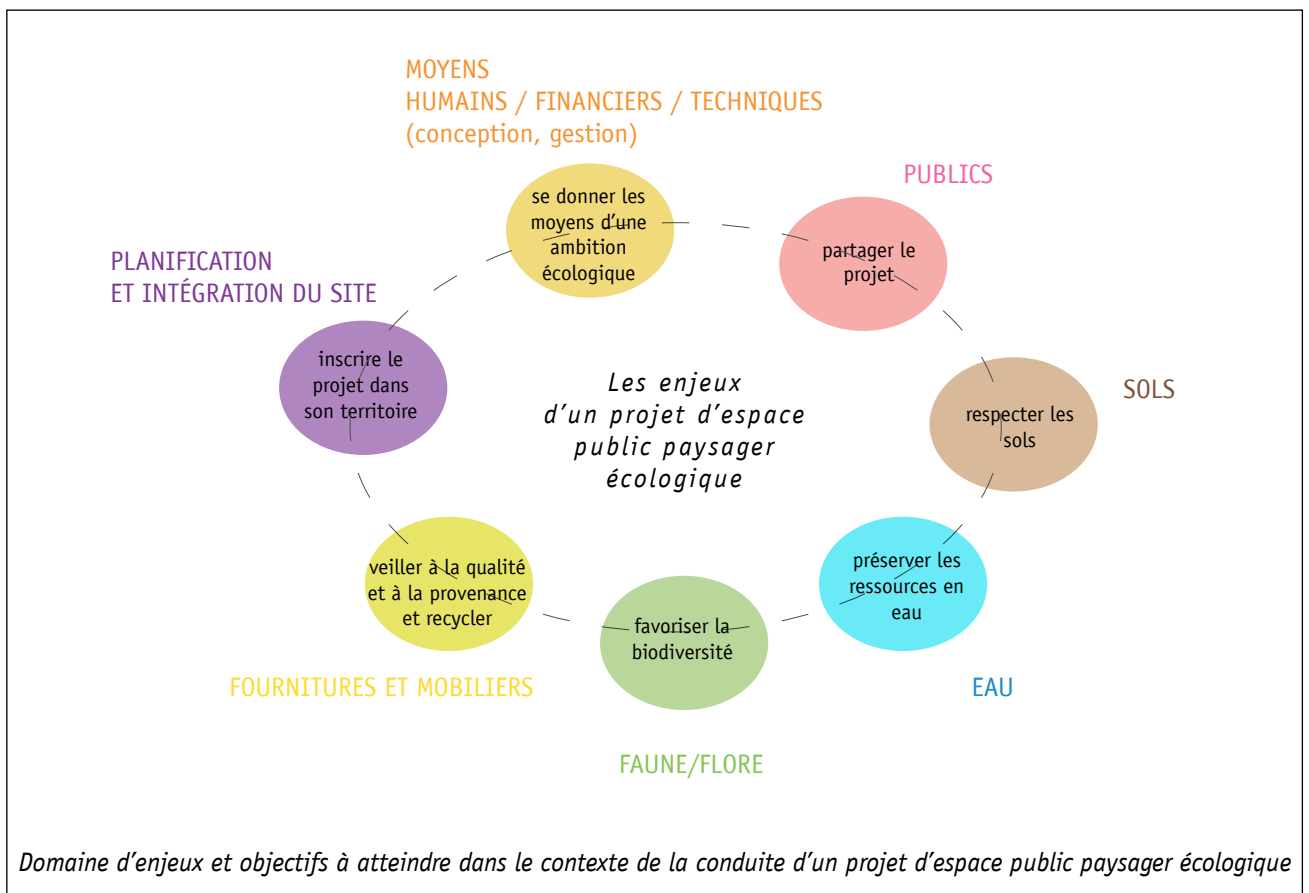 MOYENS
HUMAINS / FINANCIERS / TECHNIQUES
(conception, gestion)
se donner les
moyens d'une
ambition
écologique
PUBLICS
partager le
projet
PLANIFICATION
ET INTÉGRATION DU SITE
inscrire le
projet dans
son territoire
Les enjeux
d'un projet d'espace
public paysager
écologique
SOLS
respecter les
sols
veiller à la qualité
et à la provenance
et recycler
FOURNITURES ET MOBILIERS
favoriser la
biodiversité
FAUNE/FLORE
préserver les
ressources en
eau
EAU
Domaine d'enjeux et objectifs à atteindre dans le contexte de la conduite d'un projet d'espace public paysager écologique